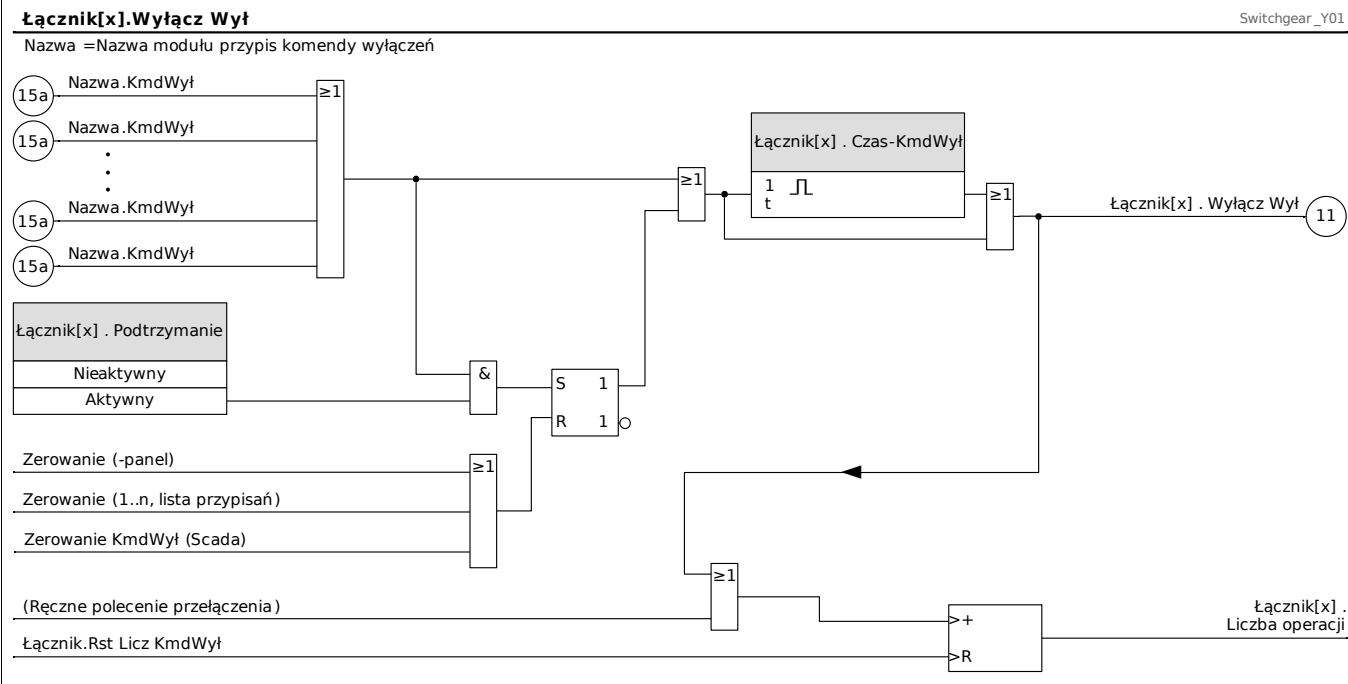 Łącznik[x].Wyłącz Wył
Switchgear_Y01
Nazwa =Nazwa modułu przypis komendy wyłączeń
15a
Nazwa.KmdWył
≥1
15a
Nazwa.KmdWył
15a
Nazwa.KmdWył
15a
Nazwa.KmdWył
≥1
Łącznik[x] . Czas-KmdWył
1
t
≥1
Łącznik[x] . Wyłącz Wył
11
Łącznik[x] . Podtrzymanie
Nieaktywny
Aktywny
&
S 1
R 1
Zerowanie (-panel)
≥1
Zerowanie (1..n, lista przypisań)
Zerowanie KmdWył (Scada)
≥1
(Ręczne polecenie przełączenia)
Łącznik.Rst Licz KmdWył
>+
>R
Łącznik[x] .
Liczba operacji